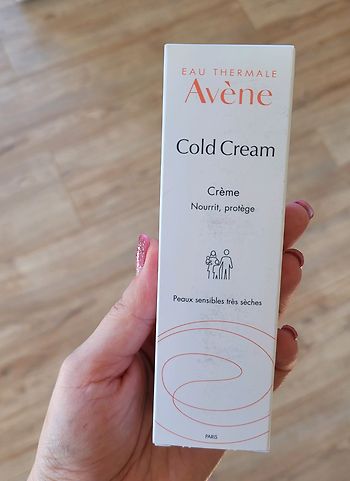 EAU THERMALE
Avène
Cold Cream
Crème
Nourrit, protège
Peaux sensibles très sèches
PARIS